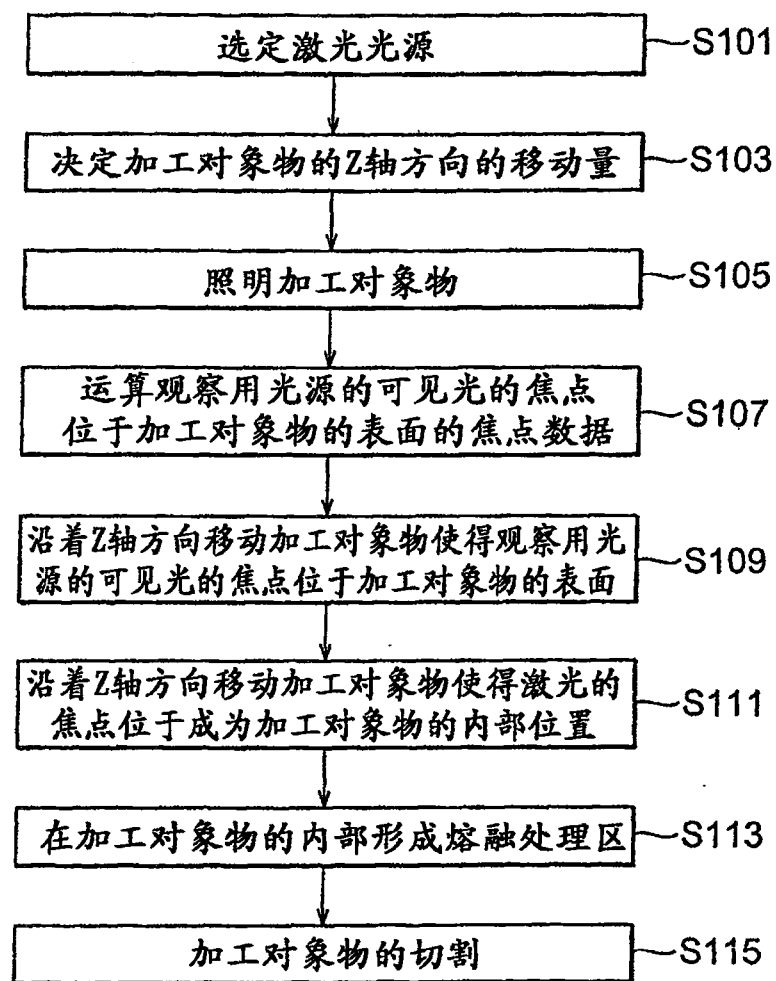 选定激光光源
S101
决定加工对象物的Z轴方向的移动量
S103
照明加工对象物
S105
运算观察用光源的可见光的焦点
位于加工对象物的表面的焦点数据
S107
沿着Z轴方向移动加工对象物使得观察用光
源的可见光的焦点位于加工对象物的表面
S109
沿着Z轴方向移动加工对象物使得激光的
焦点位于成为加工对象物的内部位置
S111
在加工对象物的内部形成熔融处理区
S113
加工对象物的切割
S115